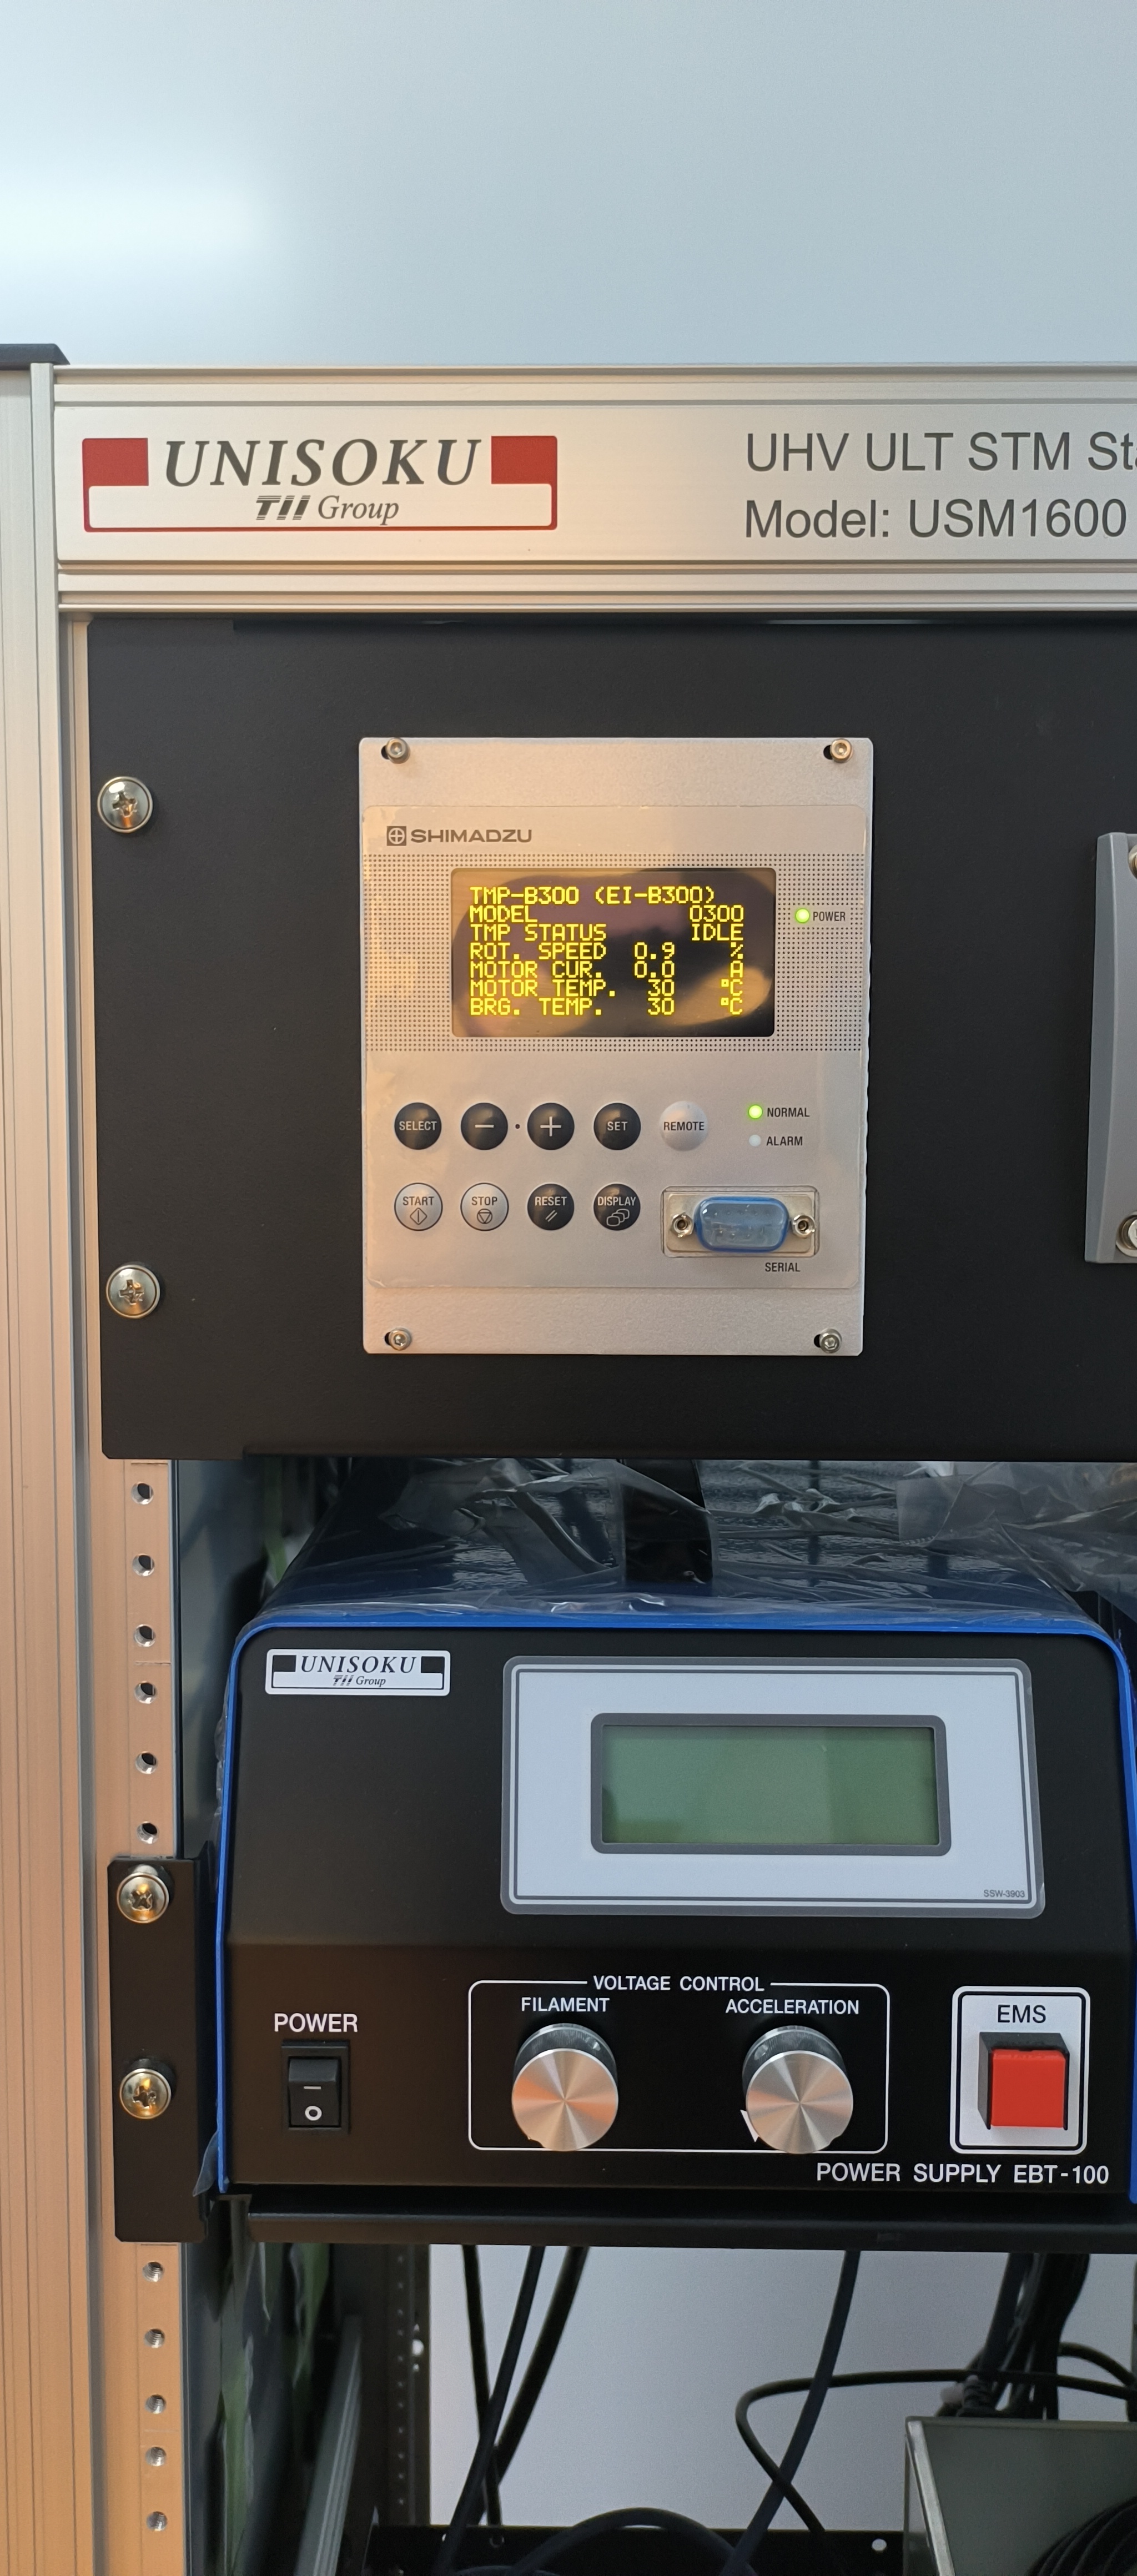 UNISOKU
TII Group
UHV ULT STM
Model: USM1600
SHIMADZU
TMP-B300 (EI-B300)
MODEL 0300
TMP STATUS IDLE
ROT. SPEED 0.9 %
MOTOR CUR. 0.0 A
MOTOR TEMP. 30 °C
BRG. TEMP. 30 °C
POWER
SELECT − • + SET REMOTE
NORMAL
ALARM
START STOP RESET DISPLAY
SERIAL
UNISOKU
TII Group
SSW-3903
VOLTAGE CONTROL
FILAMENT ACCELERATION
EMS
POWER
POWER SUPPLY EBT-100